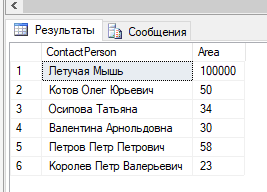 Результаты Сообщения
ContactPerson Area
1 Летучая Мышь 100000
2 Котов Олег Юрьевич 50
3 Осипова Татьяна 34
4 Валентина Арнольдовна 30
5 Петров Петр Петрович 58
6 Королев Петр Валерьевич 23